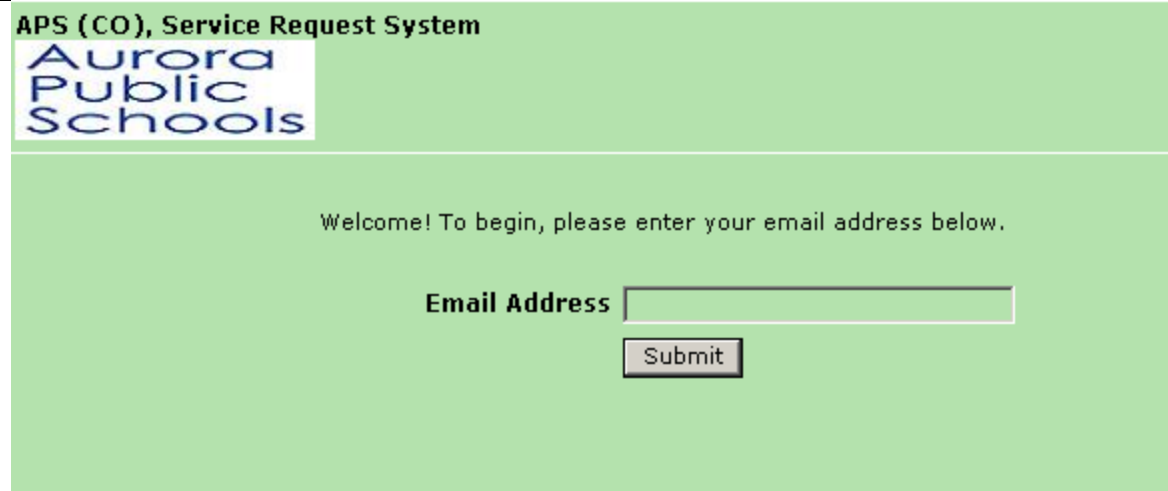 APS (CO), Service Request System
Aurora
Public
Schools
Welcome! To begin, please enter your email address below.
Email Address
Submit